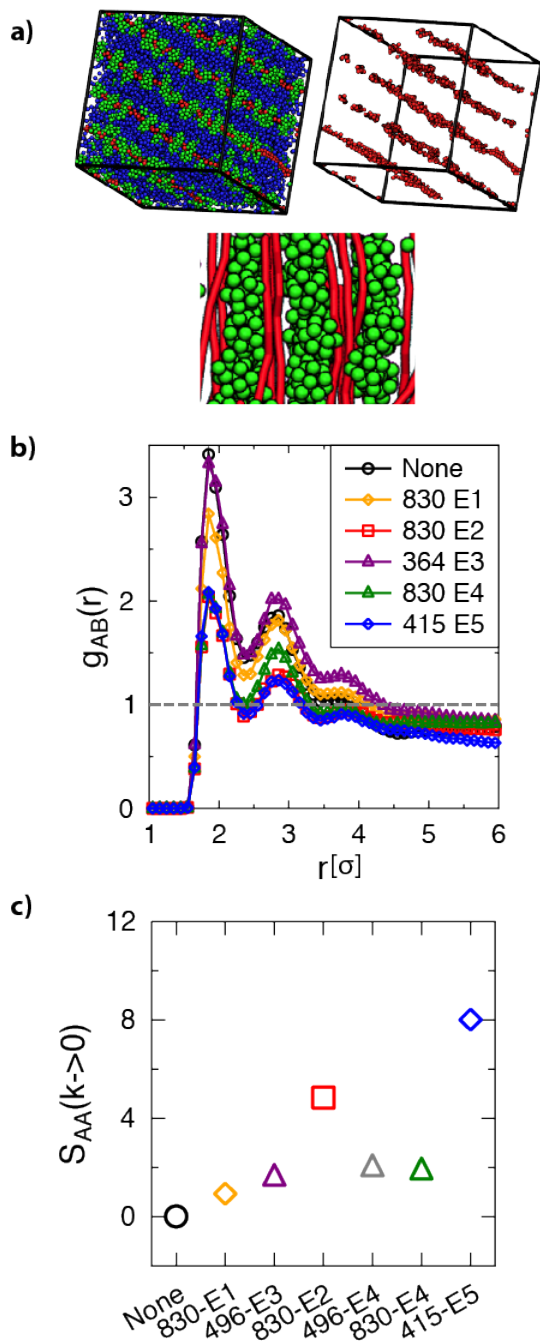 a)
b)
g_AB(r)
3
2
1
0
None
830 E1
830 E2
364 E3
830 E4
415 E5
1 2 3 4 5 6
r[σ]
c)
S_AA(k->0)
12
8
4
0
None
830-E1
496-E3
830-E2
496-E4
830-E4
415-E5